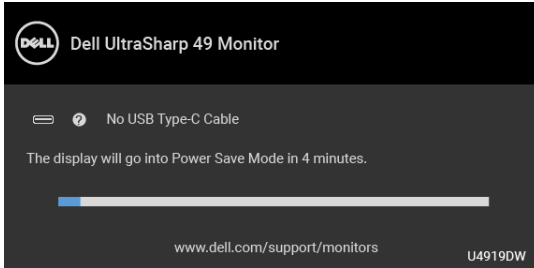 DELL
Dell UltraSharp 49 Monitor
? No USB Type-C Cable
The display will go into Power Save Mode in 4 minutes.
www.dell.com/support/monitors
U4919DW